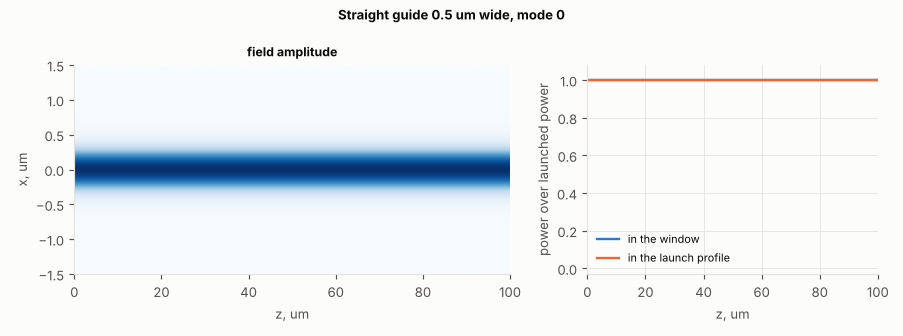 Straight guide 0.5 um wide, mode 0
field amplitude
1.5
1.0
0.5
0.0
−0.5
−1.0
−1.5
x, um
0 20 40 60 80 100
z, um
power over launched power
1.0
0.8
0.6
0.4
0.2
0.0
in the window
in the launch profile
0 20 40 60 80 100
z, um